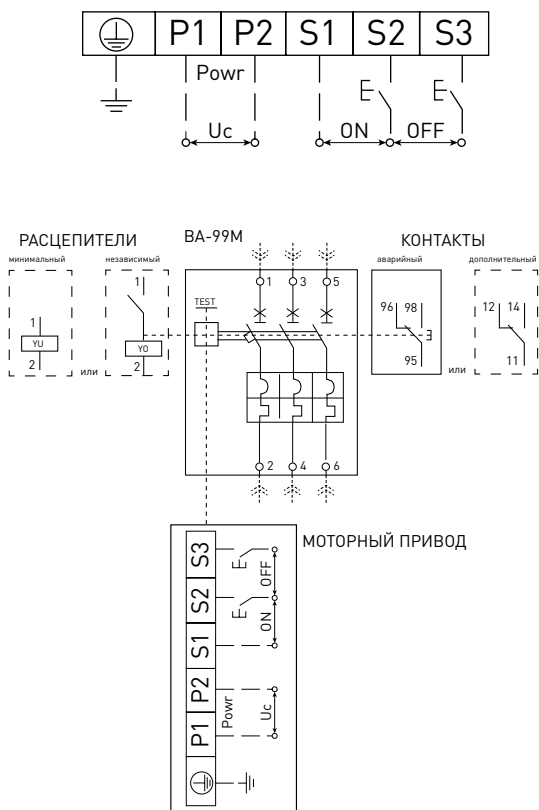 P1 P2 S1 S2 S3
Powr
Uc ON OFF
РАСЦЕПИТЕЛИ ВА-99М КОНТАКТЫ
минимальный независимый аварийный дополнительный
1 3 5
TEST
1 1 96 98 12 14
YU YO
2 2 95 11
или или
2 4 6
МОТОРНЫЙ ПРИВОД
S3
OFF
S2
ON
S1
P2
Powr Uc
P1